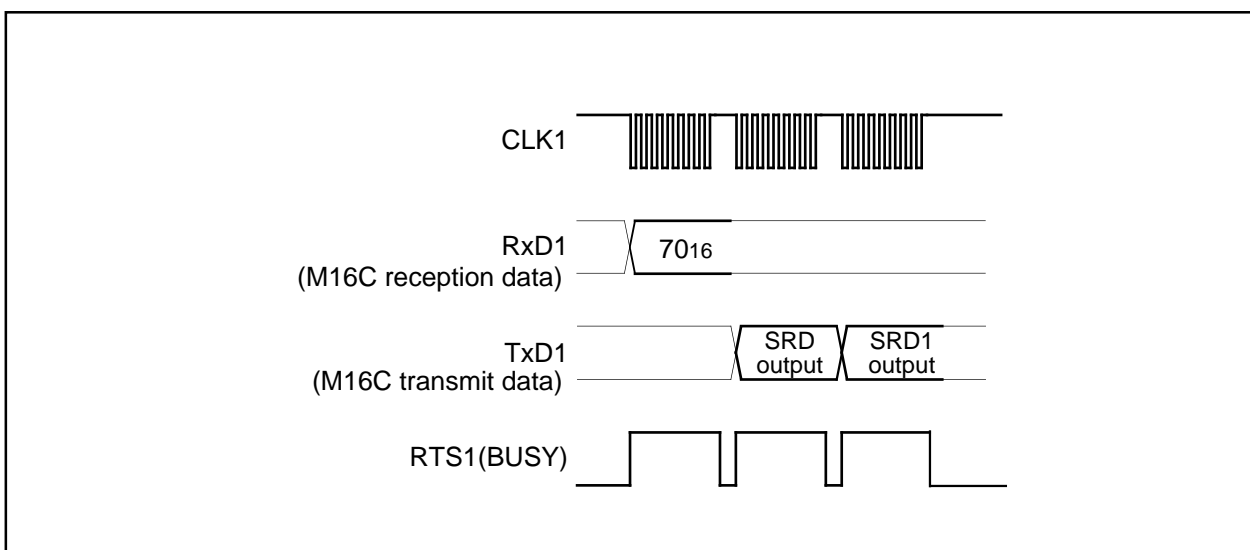 CLK1
RxD1
(M16C reception data)
7016
TxD1
(M16C transmit data)
SRD
output
SRD1
output
RTS1(BUSY)